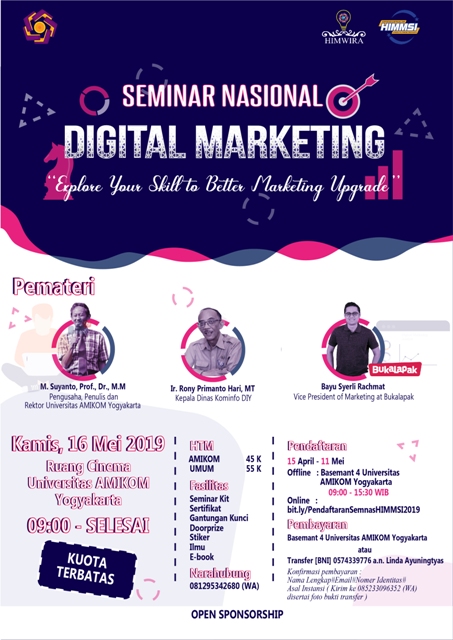 HIMWIRA
HIMMSI
SEMINAR NASIONAL
DIGITAL MARKETING
“Explore Your Skill to Better Marketing Upgrade”
Pemateri
M. Suyanto, Prof., Dr., M.M
Pengusaha, Penulis dan
Rektor Universitas AMIKOM Yogyakarta
Ir. Rony Primanto Hari, MT
Kepala Dinas Kominfo DIY
BukaLapak
Bayu Syerli Rachmat
Vice President of Marketing at Bukalapak
Kamis, 16 Mei 2019
Ruang Cinema
Universitas AMIKOM
Yogyakarta
09:00 - SELESAI
KUOTA
TERBATAS
HTM
AMIKOM 45 K
UMUM 55 K
Fasilitas
Seminar Kit
Sertifikat
Gantungan Kunci
Doorprize
Stiker
Ilmu
E-book
Narahubung
081295342680 (WA)
Pendaftaran
15 April - 11 Mei
Offline : Basemant 4 Universitas
AMIKOM Yogyakarta
09:00 - 15:30 WIB
Online :
bit.ly/PendaftaranSemnasHIMMSI2019
Pembayaran
Basemant 4 Universitas AMIKOM Yogyakarta
atau
Transfer [BNI] 0574339776 a.n. Linda Ayuningtyas
Konfirmasi pembayaran :
Nama Lengkap#Email#Nomer Identitas#
Asal Instansi ( Kirim ke 085233096352 (WA)
disertai foto bukti transfer )
OPEN SPONSORSHIP